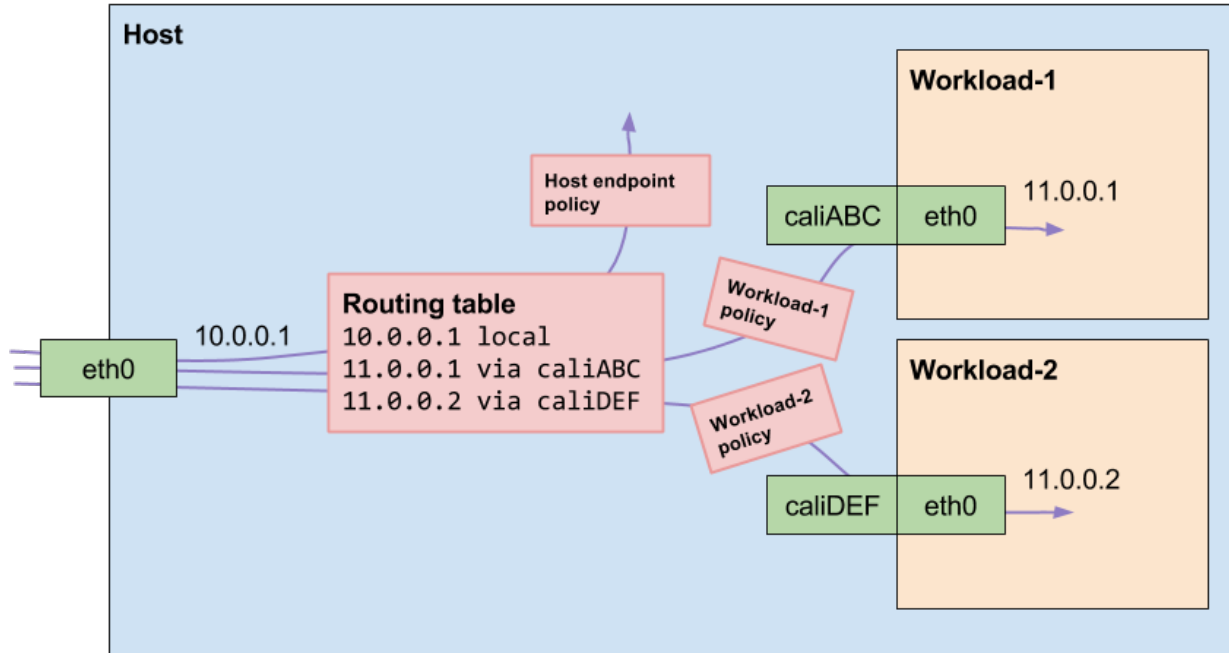 Host
Workload-1
Host endpoint
policy
caliABC
eth0
11.0.0.1
Workload-1
policy
10.0.0.1
eth0
Routing table
10.0.0.1 local
11.0.0.1 via caliABC
11.0.0.2 via caliDEF
Workload-2
Workload-2
policy
caliDEF
eth0
11.0.0.2